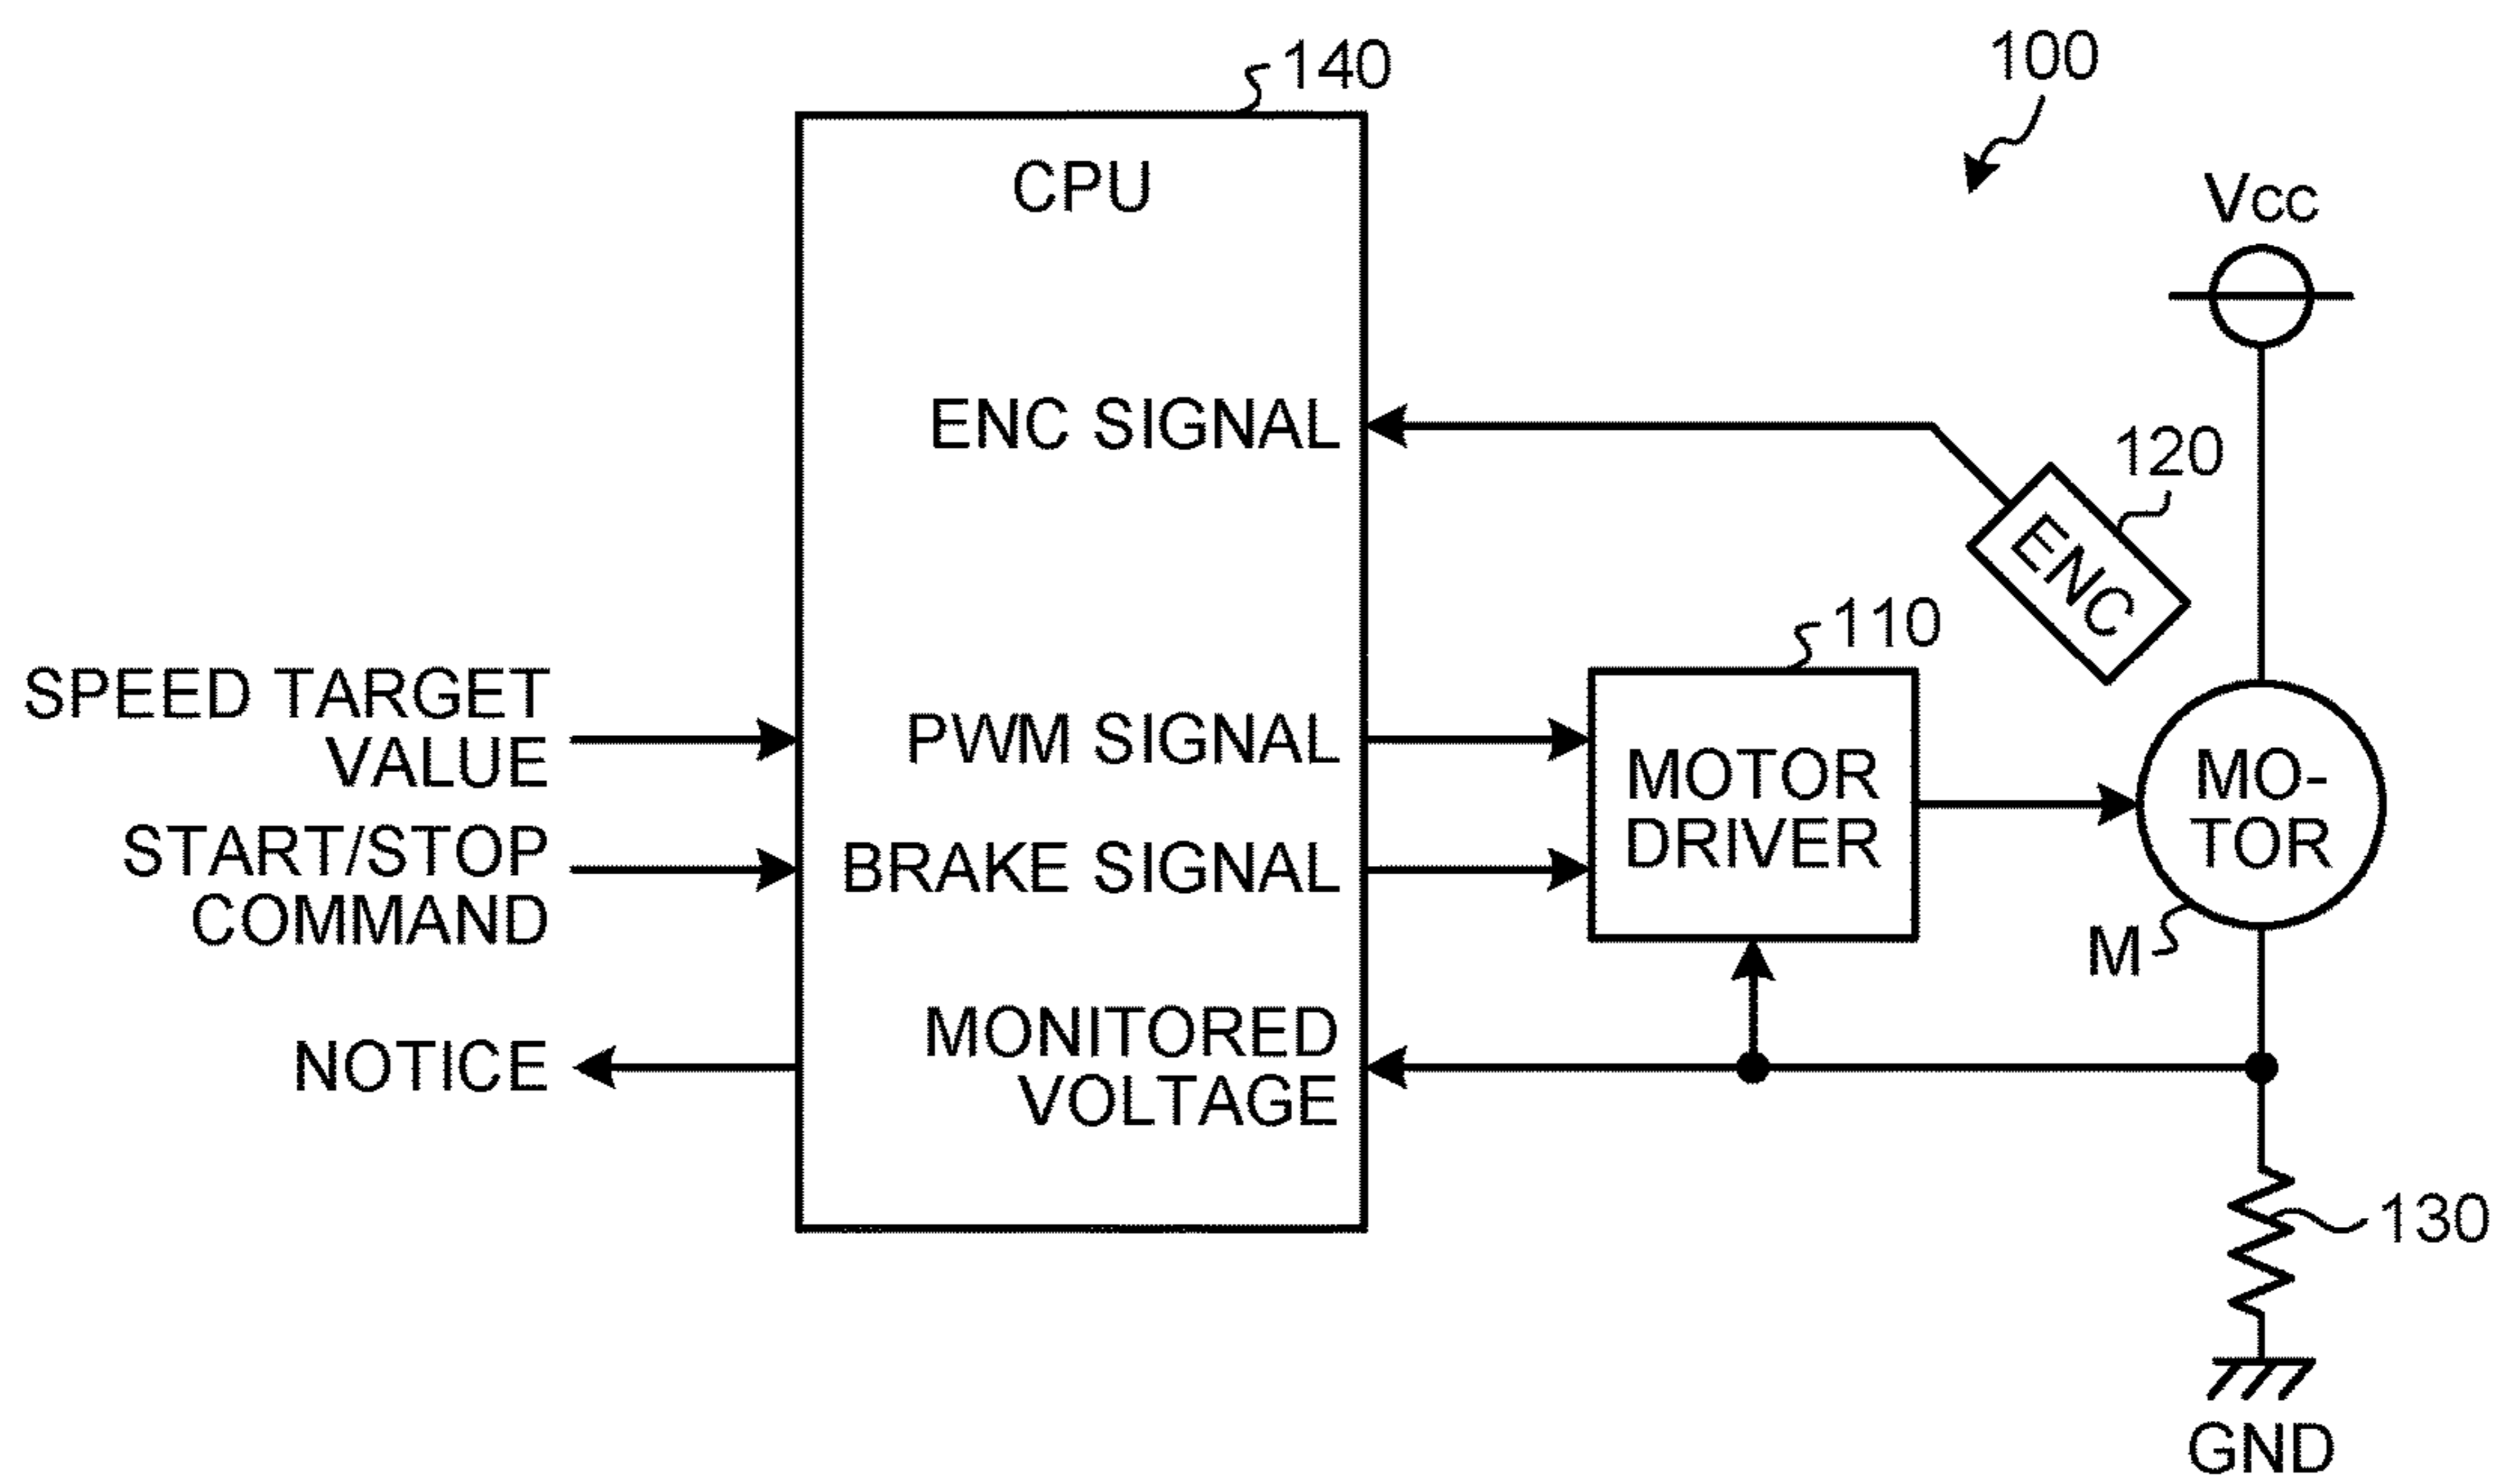 100
140
CPU
Vcc
ENC SIGNAL
120
ENC
110
SPEED TARGET
VALUE
PWM SIGNAL
MOTOR
DRIVER
MO-
TOR
START/STOP
COMMAND
BRAKE SIGNAL
M
NOTICE
MONITORED
VOLTAGE
130
GND